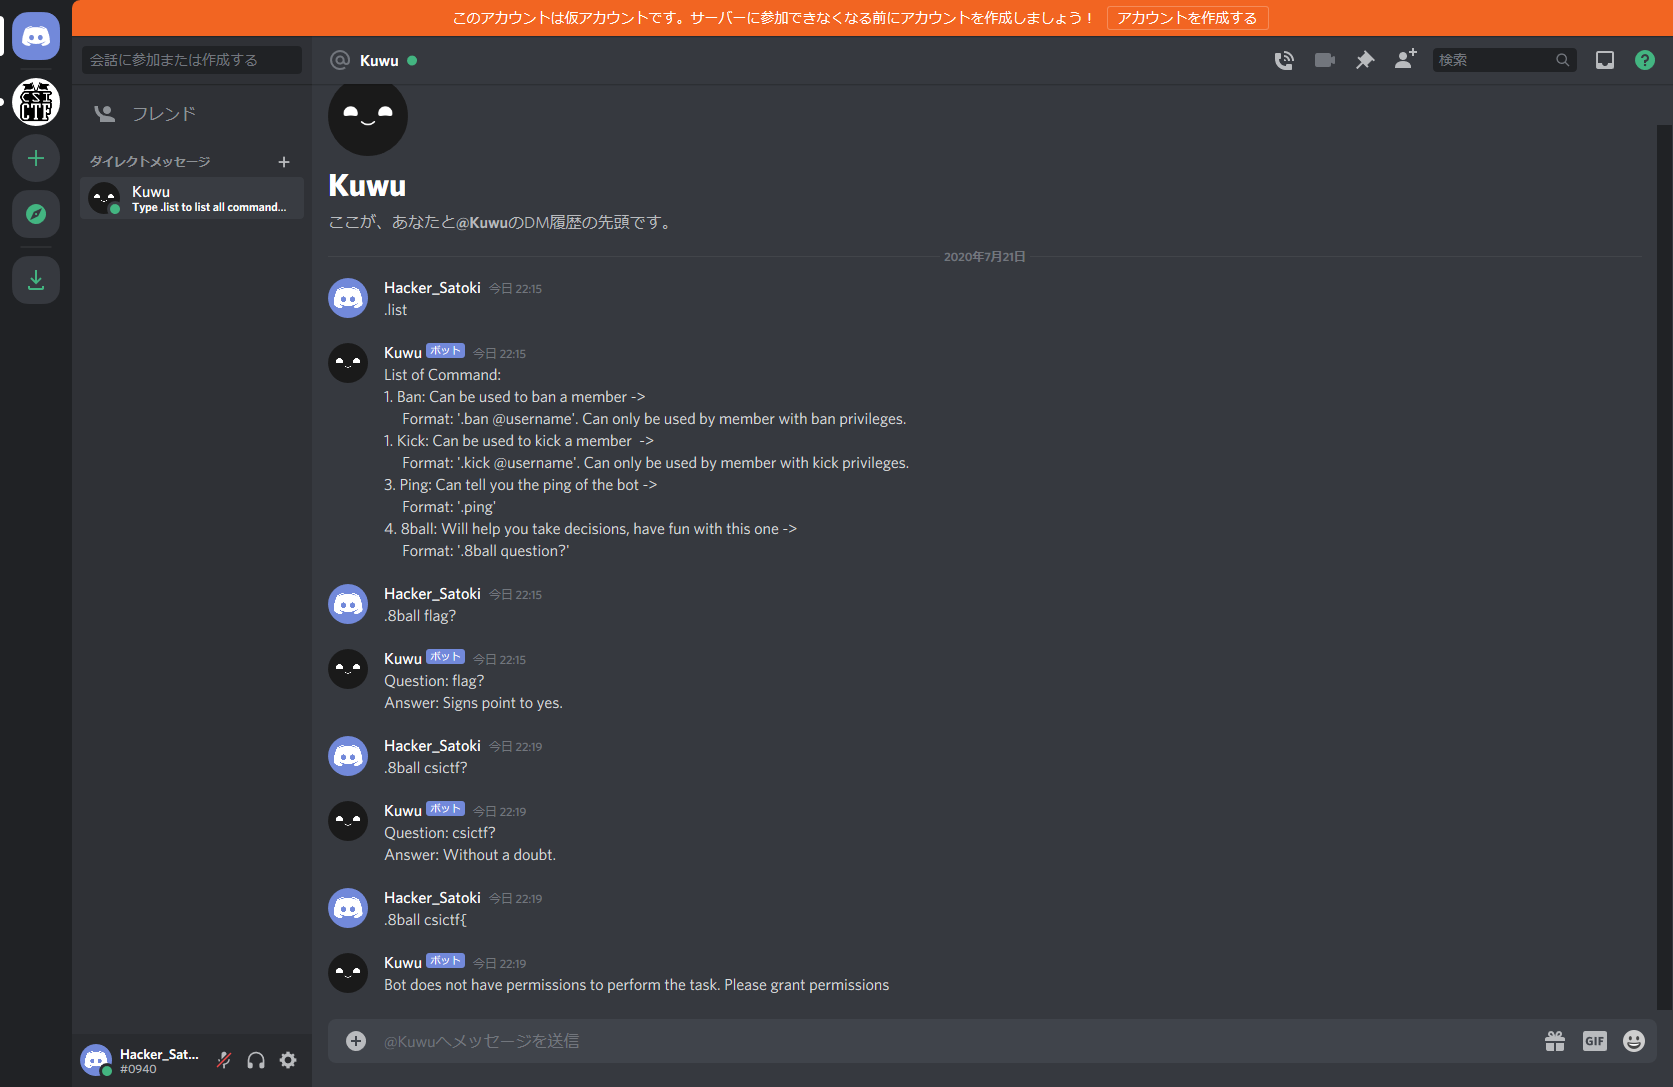 このアカウントは仮アカウントです。サーバーに参加できなくなる前にアカウントを作成しましょう！ アカウントを作成する
会話に参加または作成する
@ Kuwu
検索
CSI
CTF
フレンド
ダイレクトメッセージ
Kuwu
Type .list to list all command...
Kuwu
ここが、あなたと@KuwuのDM履歴の先頭です。
2020年7月21日
Hacker_Satoki 今日 22:15
.list
Kuwu ボット 今日 22:15
List of Command:
1. Ban: Can be used to ban a member ->
Format: '.ban @username'. Can only be used by member with ban privileges.
1. Kick: Can be used to kick a member ->
Format: '.kick @username'. Can only be used by member with kick privileges.
3. Ping: Can tell you the ping of the bot ->
Format: '.ping'
4. 8ball: Will help you take decisions, have fun with this one ->
Format: '.8ball question?'
Hacker_Satoki 今日 22:15
.8ball flag?
Kuwu ボット 今日 22:15
Question: flag?
Answer: Signs point to yes.
Hacker_Satoki 今日 22:19
.8ball csictf?
Kuwu ボット 今日 22:19
Question: csictf?
Answer: Without a doubt.
Hacker_Satoki 今日 22:19
.8ball csictf{
Kuwu ボット 今日 22:19
Bot does not have permissions to perform the task. Please grant permissions
@Kuwuへメッセージを送信
GIF
Hacker_Sat...
#0940